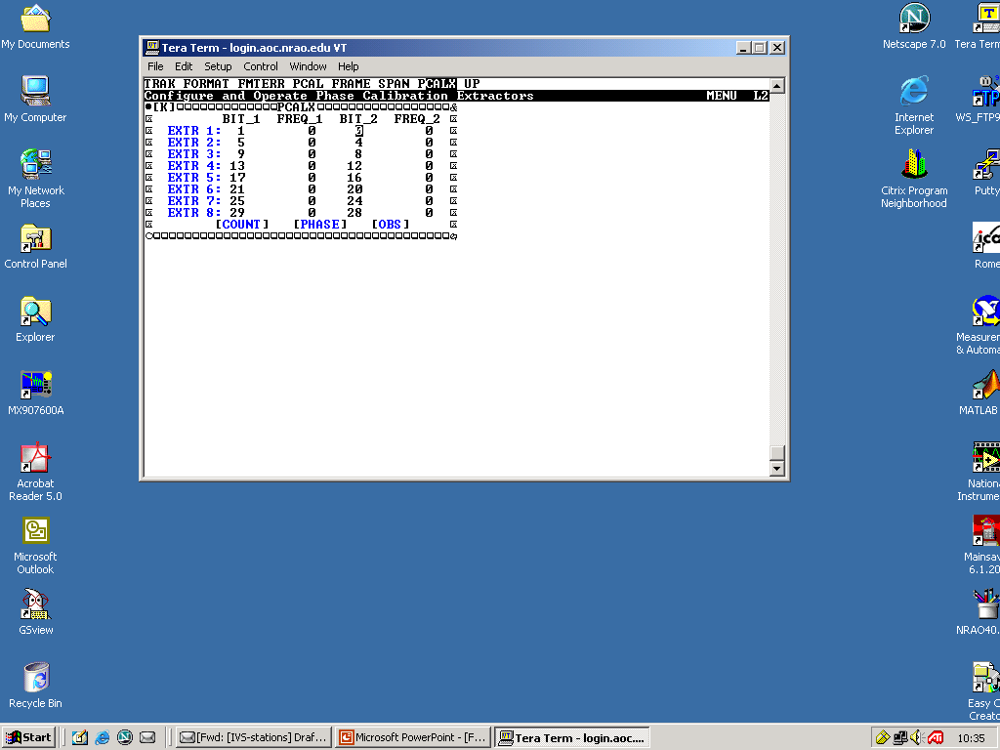 My Documents
My Computer
My Network
Places
Control Panel
Explorer
MX907600A
Acrobat
Reader 5.0
Microsoft
Outlook
GSview
Recycle Bin
Tera Term - login.aoc.nrao.edu VT
File Edit Setup Control Window Help
TRAK FORMAT FMTERR PCAL FRAME SPAN PCALX UP
Configure and Operate Phase Calibration Extractors MENU L2
[K] PCALX
BIT_1 FREQ_1 BIT_2 FREQ_2
EXTR 1: 1 0 0 0
EXTR 2: 5 0 4 0
EXTR 3: 9 0 8 0
EXTR 4: 13 0 12 0
EXTR 5: 17 0 16 0
EXTR 6: 21 0 20 0
EXTR 7: 25 0 24 0
EXTR 8: 29 0 28 0
[COUNT] [PHASE] [OBS]
Netscape 7.0
Internet
Explorer
Citrix Program
Neighborhood
Tera Term
WS_FTP9
Putty
ica
Rome
Measurem
& Automa
MATLAB
Nation
Instrume
Mainsav
6.1.20
NRAO40.
Easy C
Creato
Start
[Fwd: [IVS-stations] Draf...
Microsoft PowerPoint - [F...
Tera Term - login.aoc....
10:35